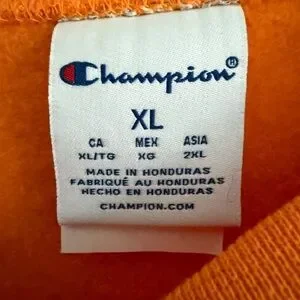 Champion®
XL
CA MEX ASIA
XL/TG XG 2XL
MADE IN HONDURAS
FABRIQUÉ AU HONDURAS
HECHO EN HONDURAS
CHAMPION.COM